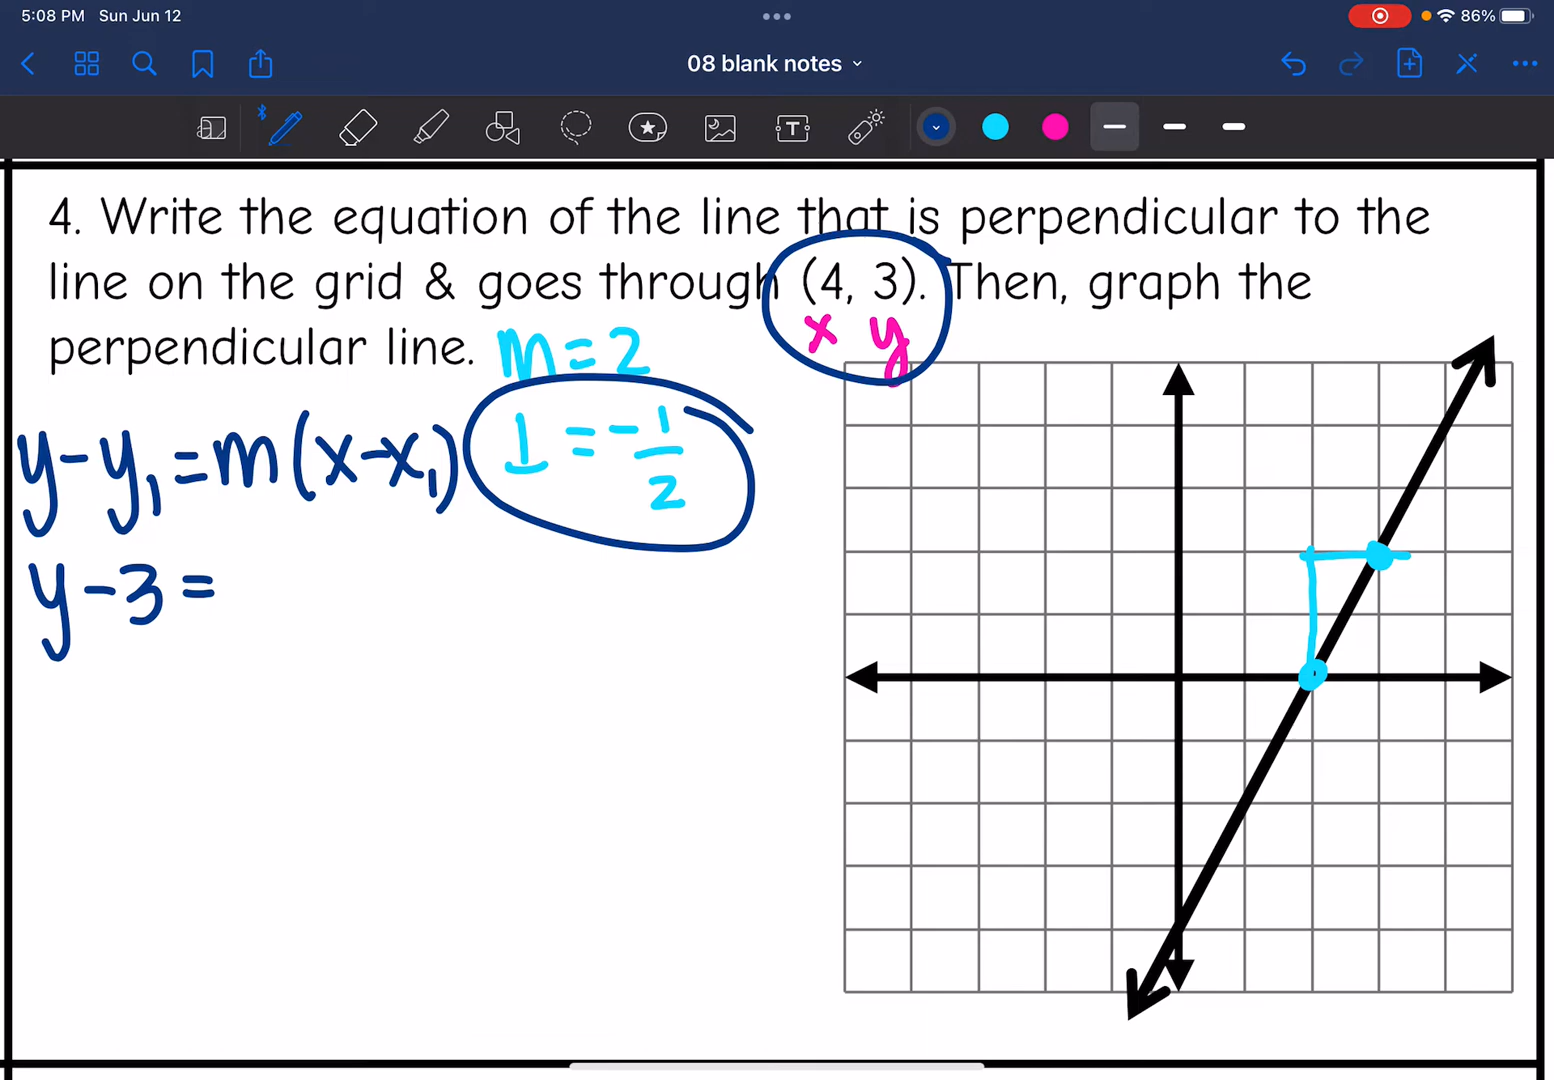 5:08 PM Sun Jun 12
86%
08 blank notes
T
4. Write the equation of the line that is perpendicular to the
line on the grid & goes through (4, 3). Then, graph the
x y
perpendicular line. m = 2
y-y₁=m(x-x₁) ⊥ = -1/2
y-3=